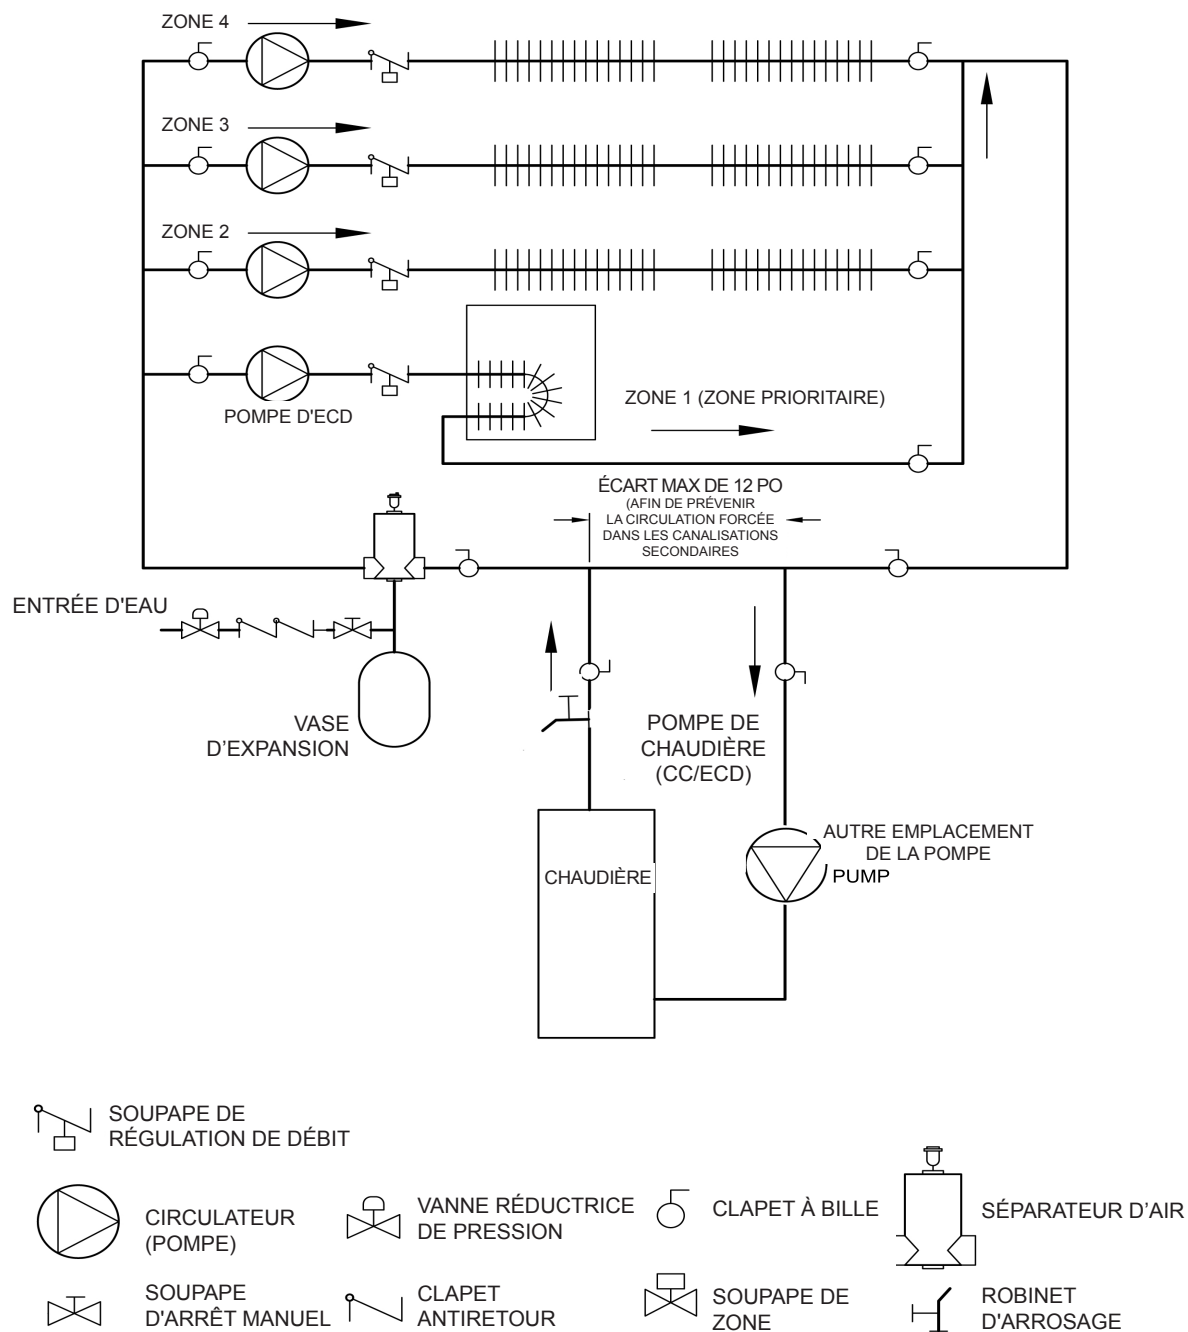 ZONE 4
ZONE 3
ZONE 2
POMPE D'ECD
ZONE 1 (ZONE PRIORITAIRE)
ÉCART MAX DE 12 PO
(AFIN DE PRÉVENIR
LA CIRCULATION FORCÉE
DANS LES CANALISATIONS
SECONDAIRES
ENTRÉE D'EAU
VASE
D'EXPANSION
POMPE DE
CHAUDIÈRE
(CC/ECD)
AUTRE EMPLACEMENT
DE LA POMPE
PUMP
CHAUDIÈRE
SOUPAPE DE
RÉGULATION DE DÉBIT
CIRCULATEUR
(POMPE)
VANNE RÉDUCTRICE
DE PRESSION
CLAPET À BILLE
SÉPARATEUR D'AIR
SOUPAPE
D'ARRÊT MANUEL
CLAPET
ANTIRETOUR
SOUPAPE DE
ZONE
ROBINET
D'ARROSAGE